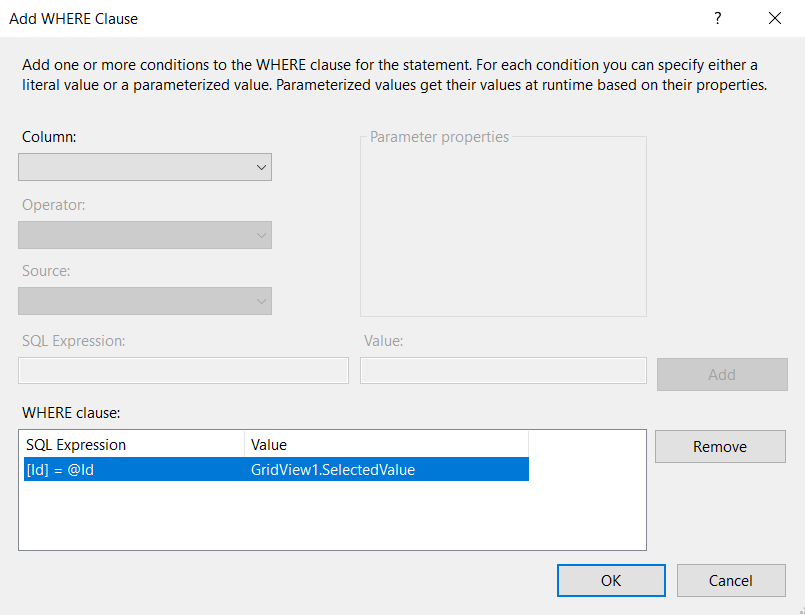 Add WHERE Clause
?
Add one or more conditions to the WHERE clause for the statement. For each condition you can specify either a
literal value or a parameterized value. Parameterized values get their values at runtime based on their properties.
Column:
Parameter properties
Operator:
Source:
SQL Expression:
Value:
Add
WHERE clause:
SQL Expression Value
[Id] = @Id GridView1.SelectedValue
Remove
OK
Cancel